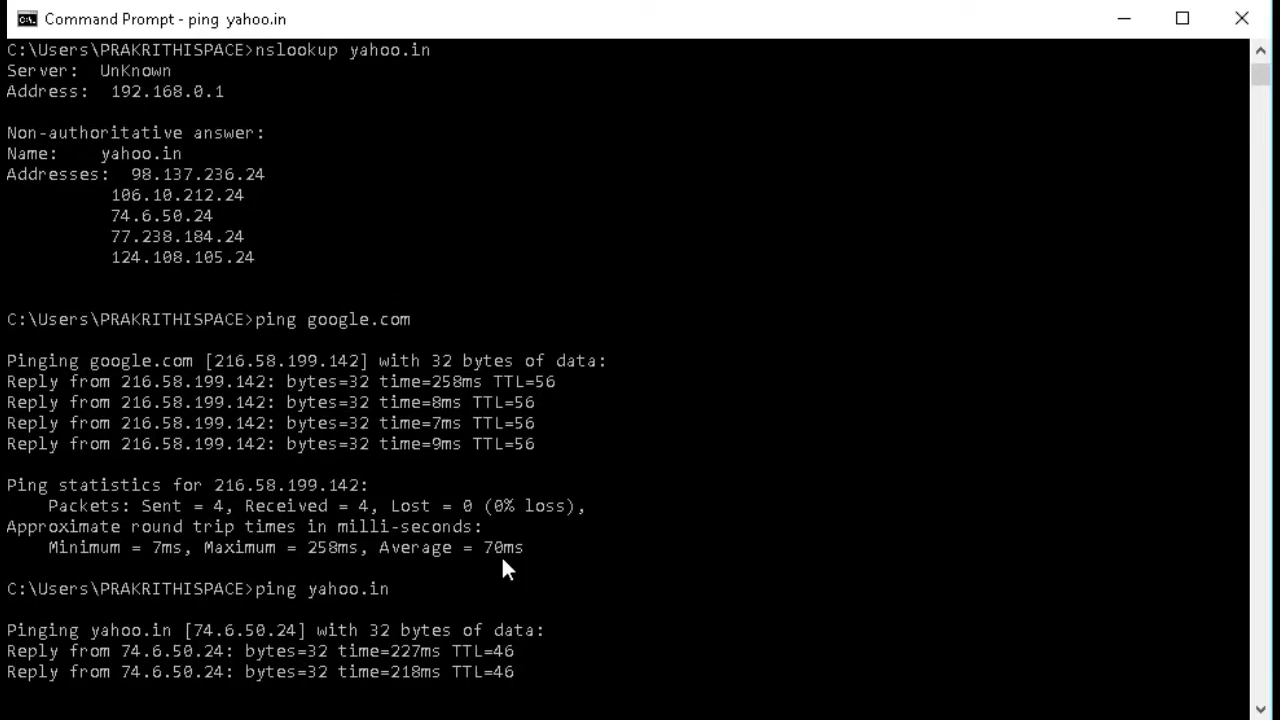 Command Prompt - ping  yahoo.in
C:\Users\PRAKRITHISPACE>nslookup yahoo.in
Server:  UnKnown
Address:  192.168.0.1
Non-authoritative answer:
Name:    yahoo.in
Addresses:  98.137.236.24
106.10.212.24
74.6.50.24
77.238.184.24
124.108.105.24
C:\Users\PRAKRITHISPACE>ping google.com
Pinging google.com [216.58.199.142] with 32 bytes of data:
Reply from 216.58.199.142: bytes=32 time=258ms TTL=56
Reply from 216.58.199.142: bytes=32 time=8ms TTL=56
Reply from 216.58.199.142: bytes=32 time=7ms TTL=56
Reply from 216.58.199.142: bytes=32 time=9ms TTL=56
Ping statistics for 216.58.199.142:
Packets: Sent = 4, Received = 4, Lost = 0 (0% loss),
Approximate round trip times in milli-seconds:
Minimum = 7ms, Maximum = 258ms, Average = 70ms
C:\Users\PRAKRITHISPACE>ping yahoo.in
Pinging yahoo.in [74.6.50.24] with 32 bytes of data:
Reply from 74.6.50.24: bytes=32 time=227ms TTL=46
Reply from 74.6.50.24: bytes=32 time=218ms TTL=46